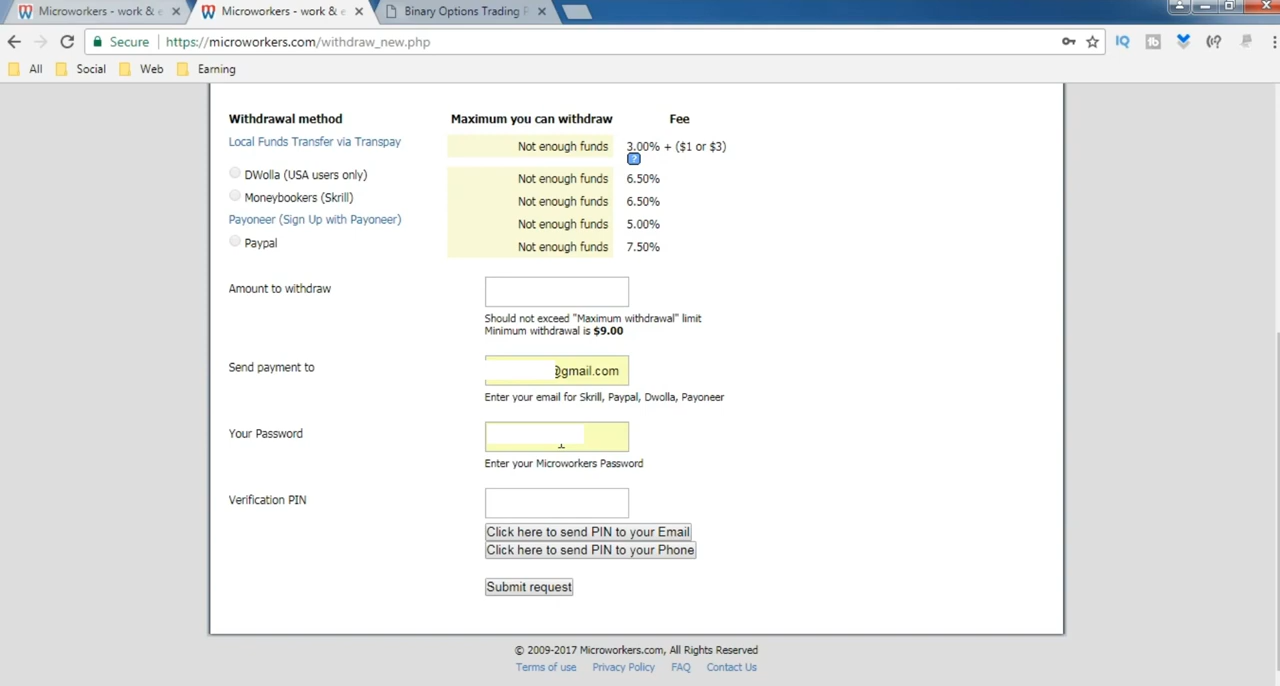 Microworkers - work & e
Microworkers - work & e
Binary Options Trading P
Secure
https://microworkers.com/withdraw_new.php
All
Social
Web
Earning
Withdrawal method
Maximum you can withdraw
Fee
Local Funds Transfer via Transpay
Not enough funds
3.00% + ($1 or $3)
?
DWolla (USA users only)
Not enough funds
6.50%
Moneybookers (Skrill)
Not enough funds
6.50%
Payoneer (Sign Up with Payoneer)
Not enough funds
5.00%
Paypal
Not enough funds
7.50%
Amount to withdraw
Should not exceed "Maximum withdrawal" limit
Minimum withdrawal is $9.00
Send payment to
@gmail.com
Enter your email for Skrill, Paypal, Dwolla, Payoneer
Your Password
Enter your Microworkers Password
Verification PIN
Click here to send PIN to your Email
Click here to send PIN to your Phone
Submit request
© 2009-2017 Microworkers.com, All Rights Reserved
Terms of use
Privacy Policy
FAQ
Contact Us